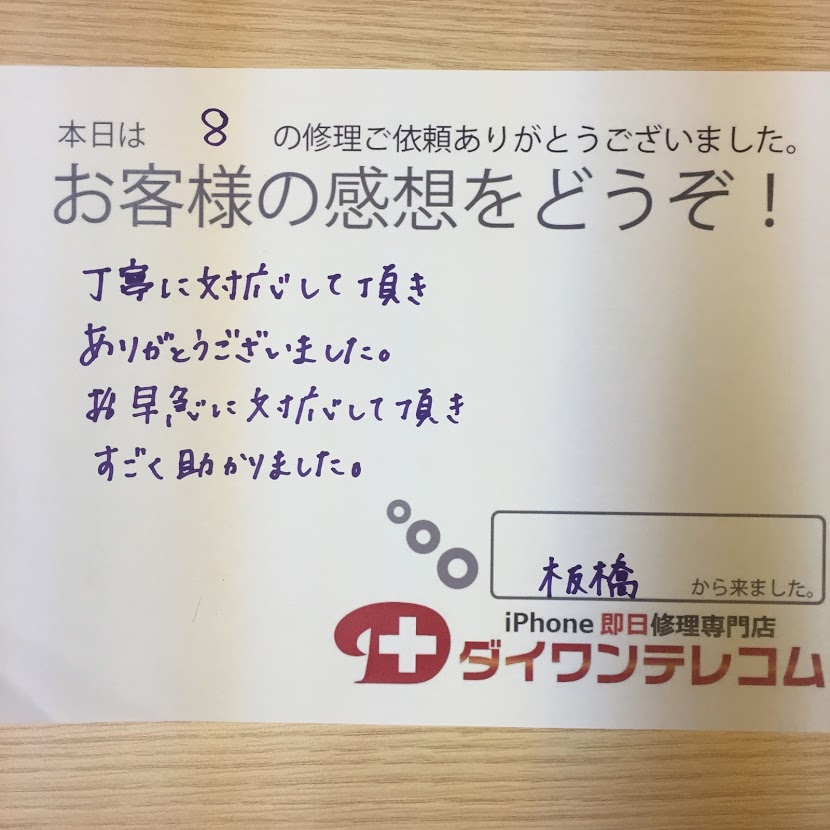 本日は 8 の修理ご依頼ありがとうございました。
お客様の感想をどうぞ！
丁寧に対応して頂き
ありがとうございました。
お早急に対応して頂き
すごく助かりました。
板橋 から来ました。
iPhone 即日修理専門店
ダイワンテレコム